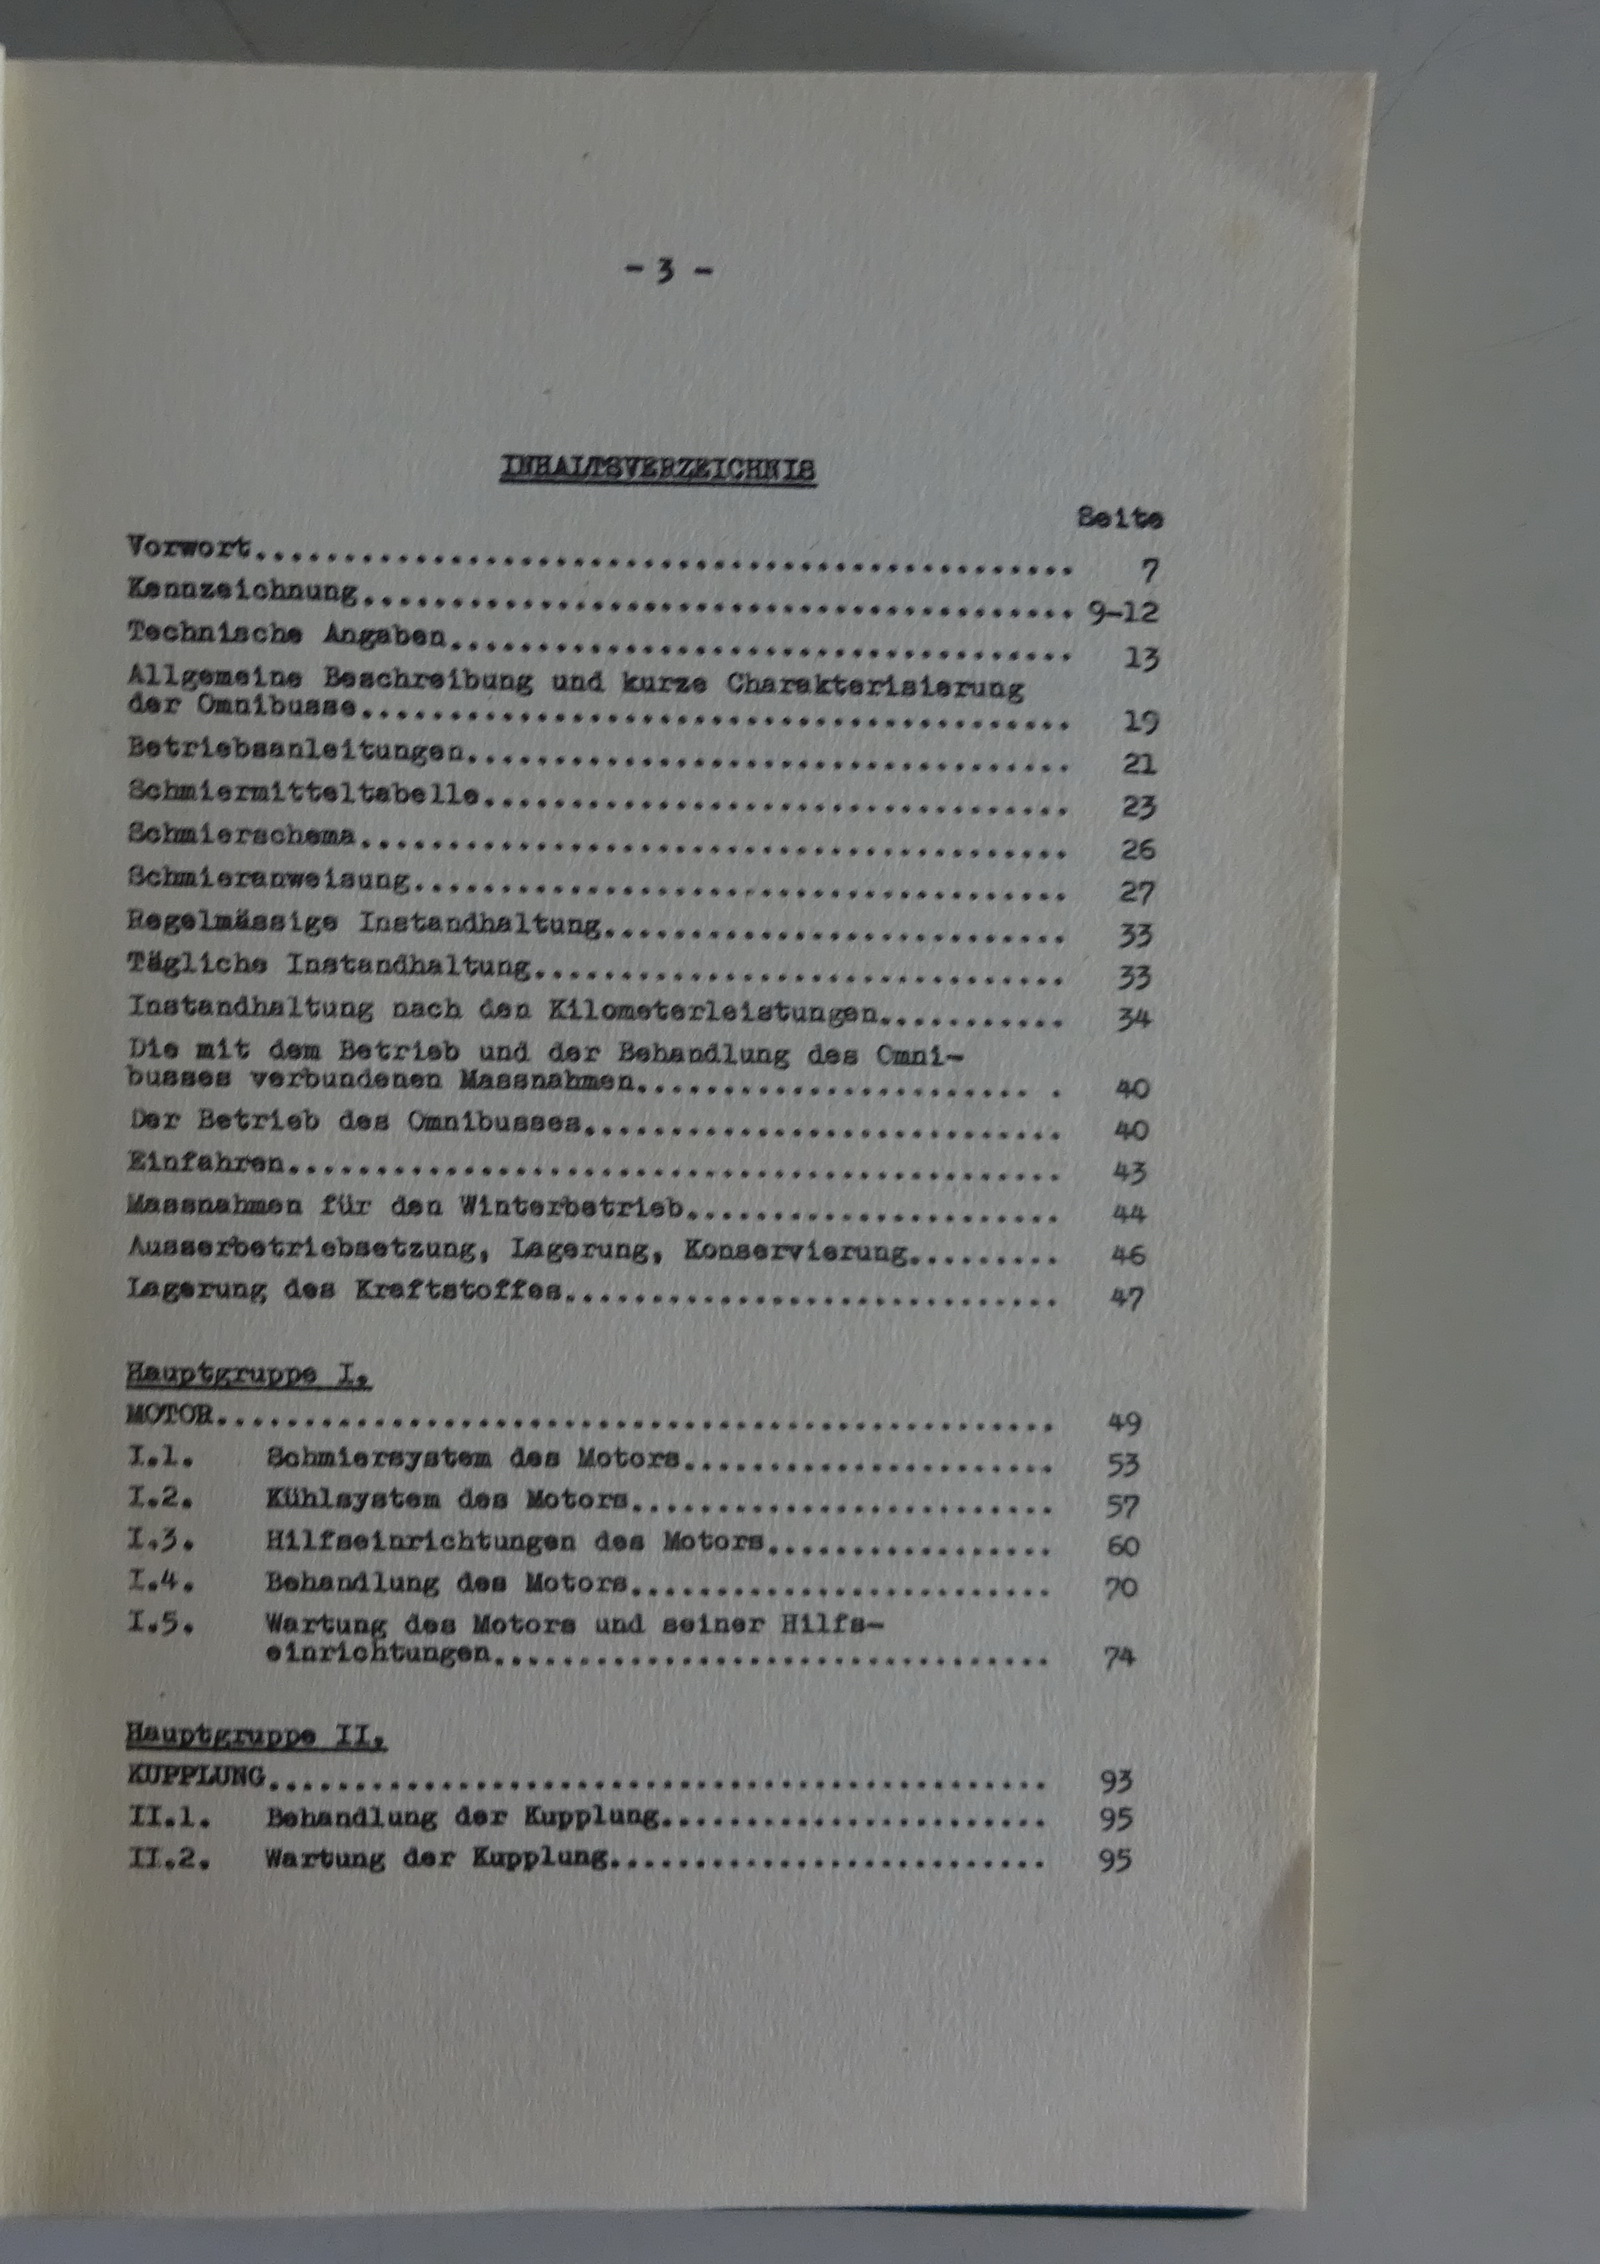 - 3 -
INHALTSVERZEICHNIS
Seite
Vorwort............................................... 7
Kennzeichnung......................................... 9-12
Technische Angaben.................................... 13
Allgemeine Beschreibung und kurze Charakterisierung
der Omnibusse......................................... 19
Betriebsanleitungen................................... 21
Schmiermitteltabelle.................................. 23
Schmierschema......................................... 26
Schmieranweisung...................................... 27
Regelmässige Instandhaltung........................... 33
Tägliche Instandhaltung............................... 33
Instandhaltung nach den Kilometerleistungen........... 34
Die mit dem Betrieb und der Behandlung des Omni-
busses verbundenen Massnahmen....................... . 40
Der Betrieb des Omnibusses............................ 40
Einfahren............................................. 43
Massnahmen für den Winterbetrieb...................... 44
Ausserbetriebsetzung, Lagerung, Konservierung......... 46
Lagerung des Kraftstoffes............................. 47
Hauptgruppe I.
MOTOR................................................. 49
I.1. Schmiersystem des Motors...................... 53
I.2. Kühlsystem des Motors......................... 57
I.3. Hilfseinrichtungen des Motors................. 60
I.4. Behandlung des Motors......................... 70
I.5. Wartung des Motors und seiner Hilfs-
einrichtungen................................. 74
Hauptgruppe II.
KUPPLUNG.............................................. 93
II.1. Behandlung der Kupplung....................... 95
II.2. Wartung der Kupplung.......................... 95